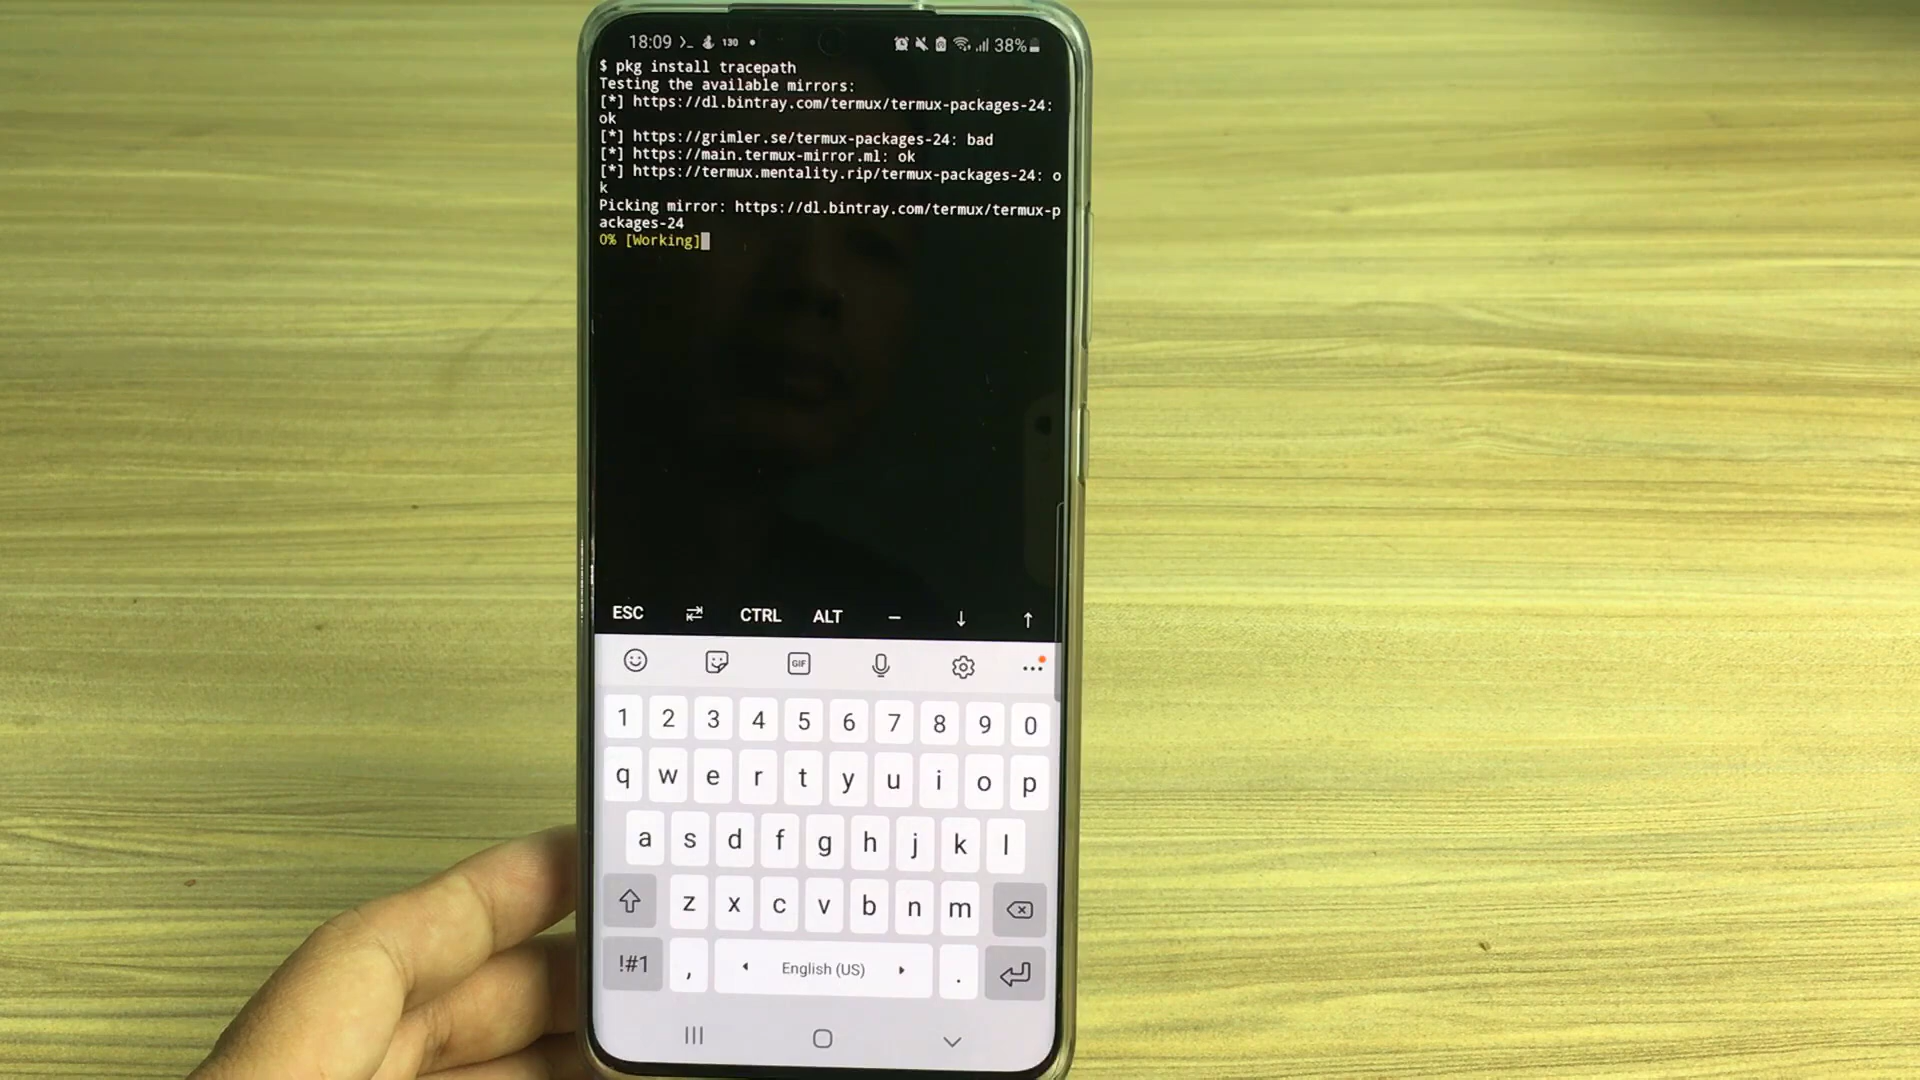 18:09 >_ 130 • 38%
$ pkg install tracepath
Testing the available mirrors:
[*] https://dl.bintray.com/termux/termux-packages-24:
ok
[*] https://grimler.se/termux-packages-24: bad
[*] https://main.termux-mirror.ml: ok
[*] https://termux.mentality.rip/termux-packages-24: o
k
Picking mirror: https://dl.bintray.com/termux/termux-p
ackages-24
0% [Working]
ESC CTRL ALT – ↓ ↑
GIF ...
1 2 3 4 5 6 7 8 9 0
q w e r t y u i o p
a s d f g h j k l
z x c v b n m
!#1 , English (US) .